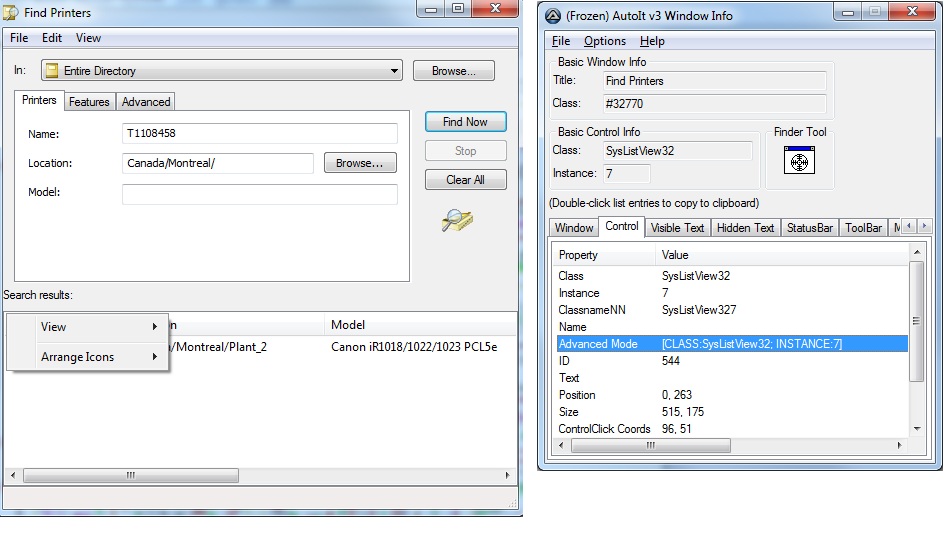 Find Printers
File Edit View
In: Entire Directory Browse...
Printers Features Advanced
Name: T1108458
Location: Canada/Montreal/ Browse...
Model:
Find Now
Stop
Clear All
Search results:
View
Arrange Icons
n Model
/Montreal/Plant_2 Canon iR1018/1022/1023 PCL5e
(Frozen) AutoIt v3 Window Info
File Options Help
Basic Window Info
Title: Find Printers
Class: #32770
Basic Control Info
Class: SysListView32
Instance: 7
Finder Tool
(Double-click list entries to copy to clipboard)
Window Control Visible Text Hidden Text StatusBar ToolBar
Property Value
Class SysListView32
Instance 7
ClassnameNN SysListView327
Name
Advanced Mode [CLASS:SysListView32; INSTANCE:7]
ID 544
Text
Position 0, 263
Size 515, 175
ControlClick Coords 96, 51